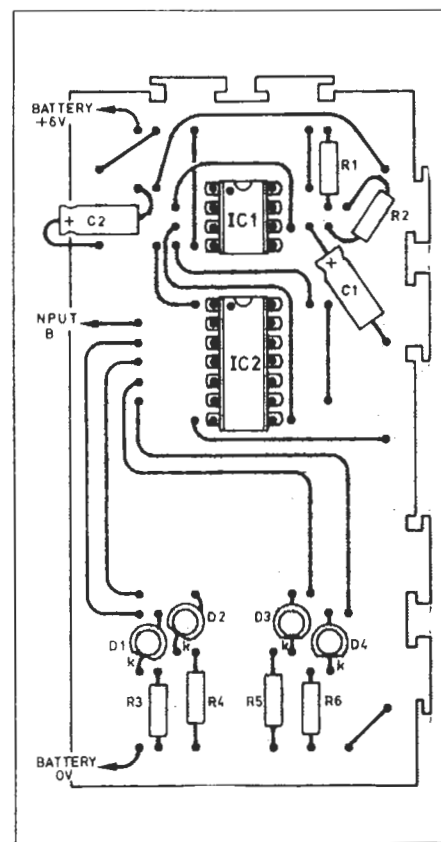 BATTERY
+6V
R1
IC1
R2
+
C2
+
C1
NPUT
B
IC2
D2
D3
D1
D4
k
k
k
k
R3
R4
R5
R6
BATTERY
0V